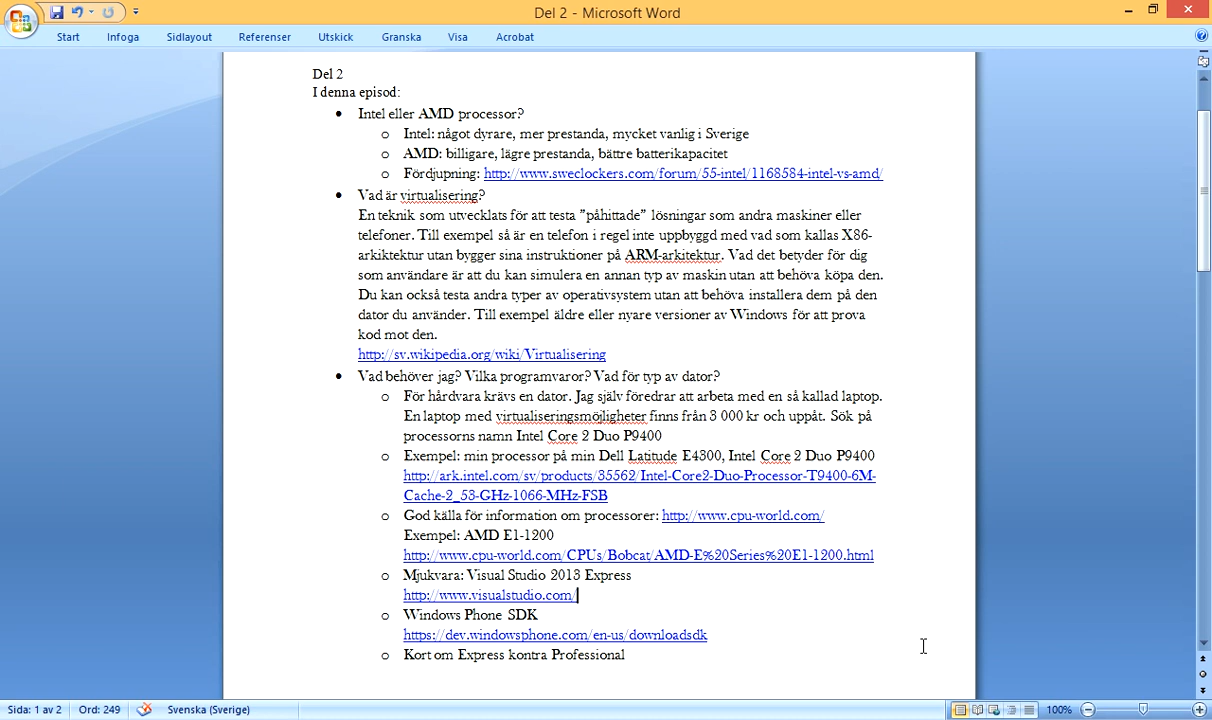 Del 2 - Microsoft Word
Start Infoga Sidlayout Referenser Utskick Granska Visa Acrobat
Del 2
I denna episod:
• Intel eller AMD processor?
o Intel: något dyrare, mer prestanda, mycket vanlig i Sverige
o AMD: billigare, lägre prestanda, bättre batterikapacitet
o Fördjupning: http://www.sweclockers.com/forum/55-intel/1168584-intel-vs-amd/
• Vad är virtualisering?
En teknik som utvecklats för att testa ”påhittade” lösningar som andra maskiner eller
telefoner. Till exempel så är en telefon i regel inte uppbyggd med vad som kallas X86-
arkiktektur utan bygger sina instruktioner på ARM-arkitektur. Vad det betyder för dig
som användare är att du kan simulera en annan typ av maskin utan att behöva köpa den.
Du kan också testa andra typer av operativsystem utan att behöva installera dem på den
dator du använder. Till exempel äldre eller nyare versioner av Windows för att prova
kod mot den.
http://sv.wikipedia.org/wiki/Virtualisering
• Vad behöver jag? Vilka programvaror? Vad för typ av dator?
o För hårdvara krävs en dator. Jag själv föredrar att arbeta med en så kallad laptop.
En laptop med virtualiseringsmöjligheter finns från 3 000 kr och uppåt. Sök på
processorns namn Intel Core 2 Duo P9400
o Exempel: min processor på min Dell Latitude E4300, Intel Core 2 Duo P9400
http://ark.intel.com/sv/products/35562/Intel-Core2-Duo-Processor-T9400-6M-
Cache-2_53-GHz-1066-MHz-FSB
o God källa för information om processorer: http://www.cpu-world.com/
Exempel: AMD E1-1200
http://www.cpu-world.com/CPUs/Bobcat/AMD-E%20Series%20E1-1200.html
o Mjukvara: Visual Studio 2013 Express
http://www.visualstudio.com/
o Windows Phone SDK
https://dev.windowsphone.com/en-us/downloadsdk
o Kort om Express kontra Professional
Sida: 1 av 2 Ord: 249 Svenska (Sverige) 100%